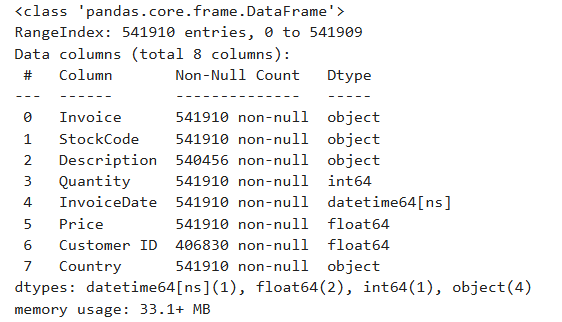 <class 'pandas.core.frame.DataFrame'>
RangeIndex: 541910 entries, 0 to 541909
Data columns (total 8 columns):
 #   Column       Non-Null Count   Dtype
---  ------       --------------   -----
 0   Invoice      541910 non-null  object
 1   StockCode    541910 non-null  object
 2   Description  540456 non-null  object
 3   Quantity     541910 non-null  int64
 4   InvoiceDate  541910 non-null  datetime64[ns]
 5   Price        541910 non-null  float64
 6   Customer ID  406830 non-null  float64
 7   Country      541910 non-null  object
dtypes: datetime64[ns](1), float64(2), int64(1), object(4)
memory usage: 33.1+ MB